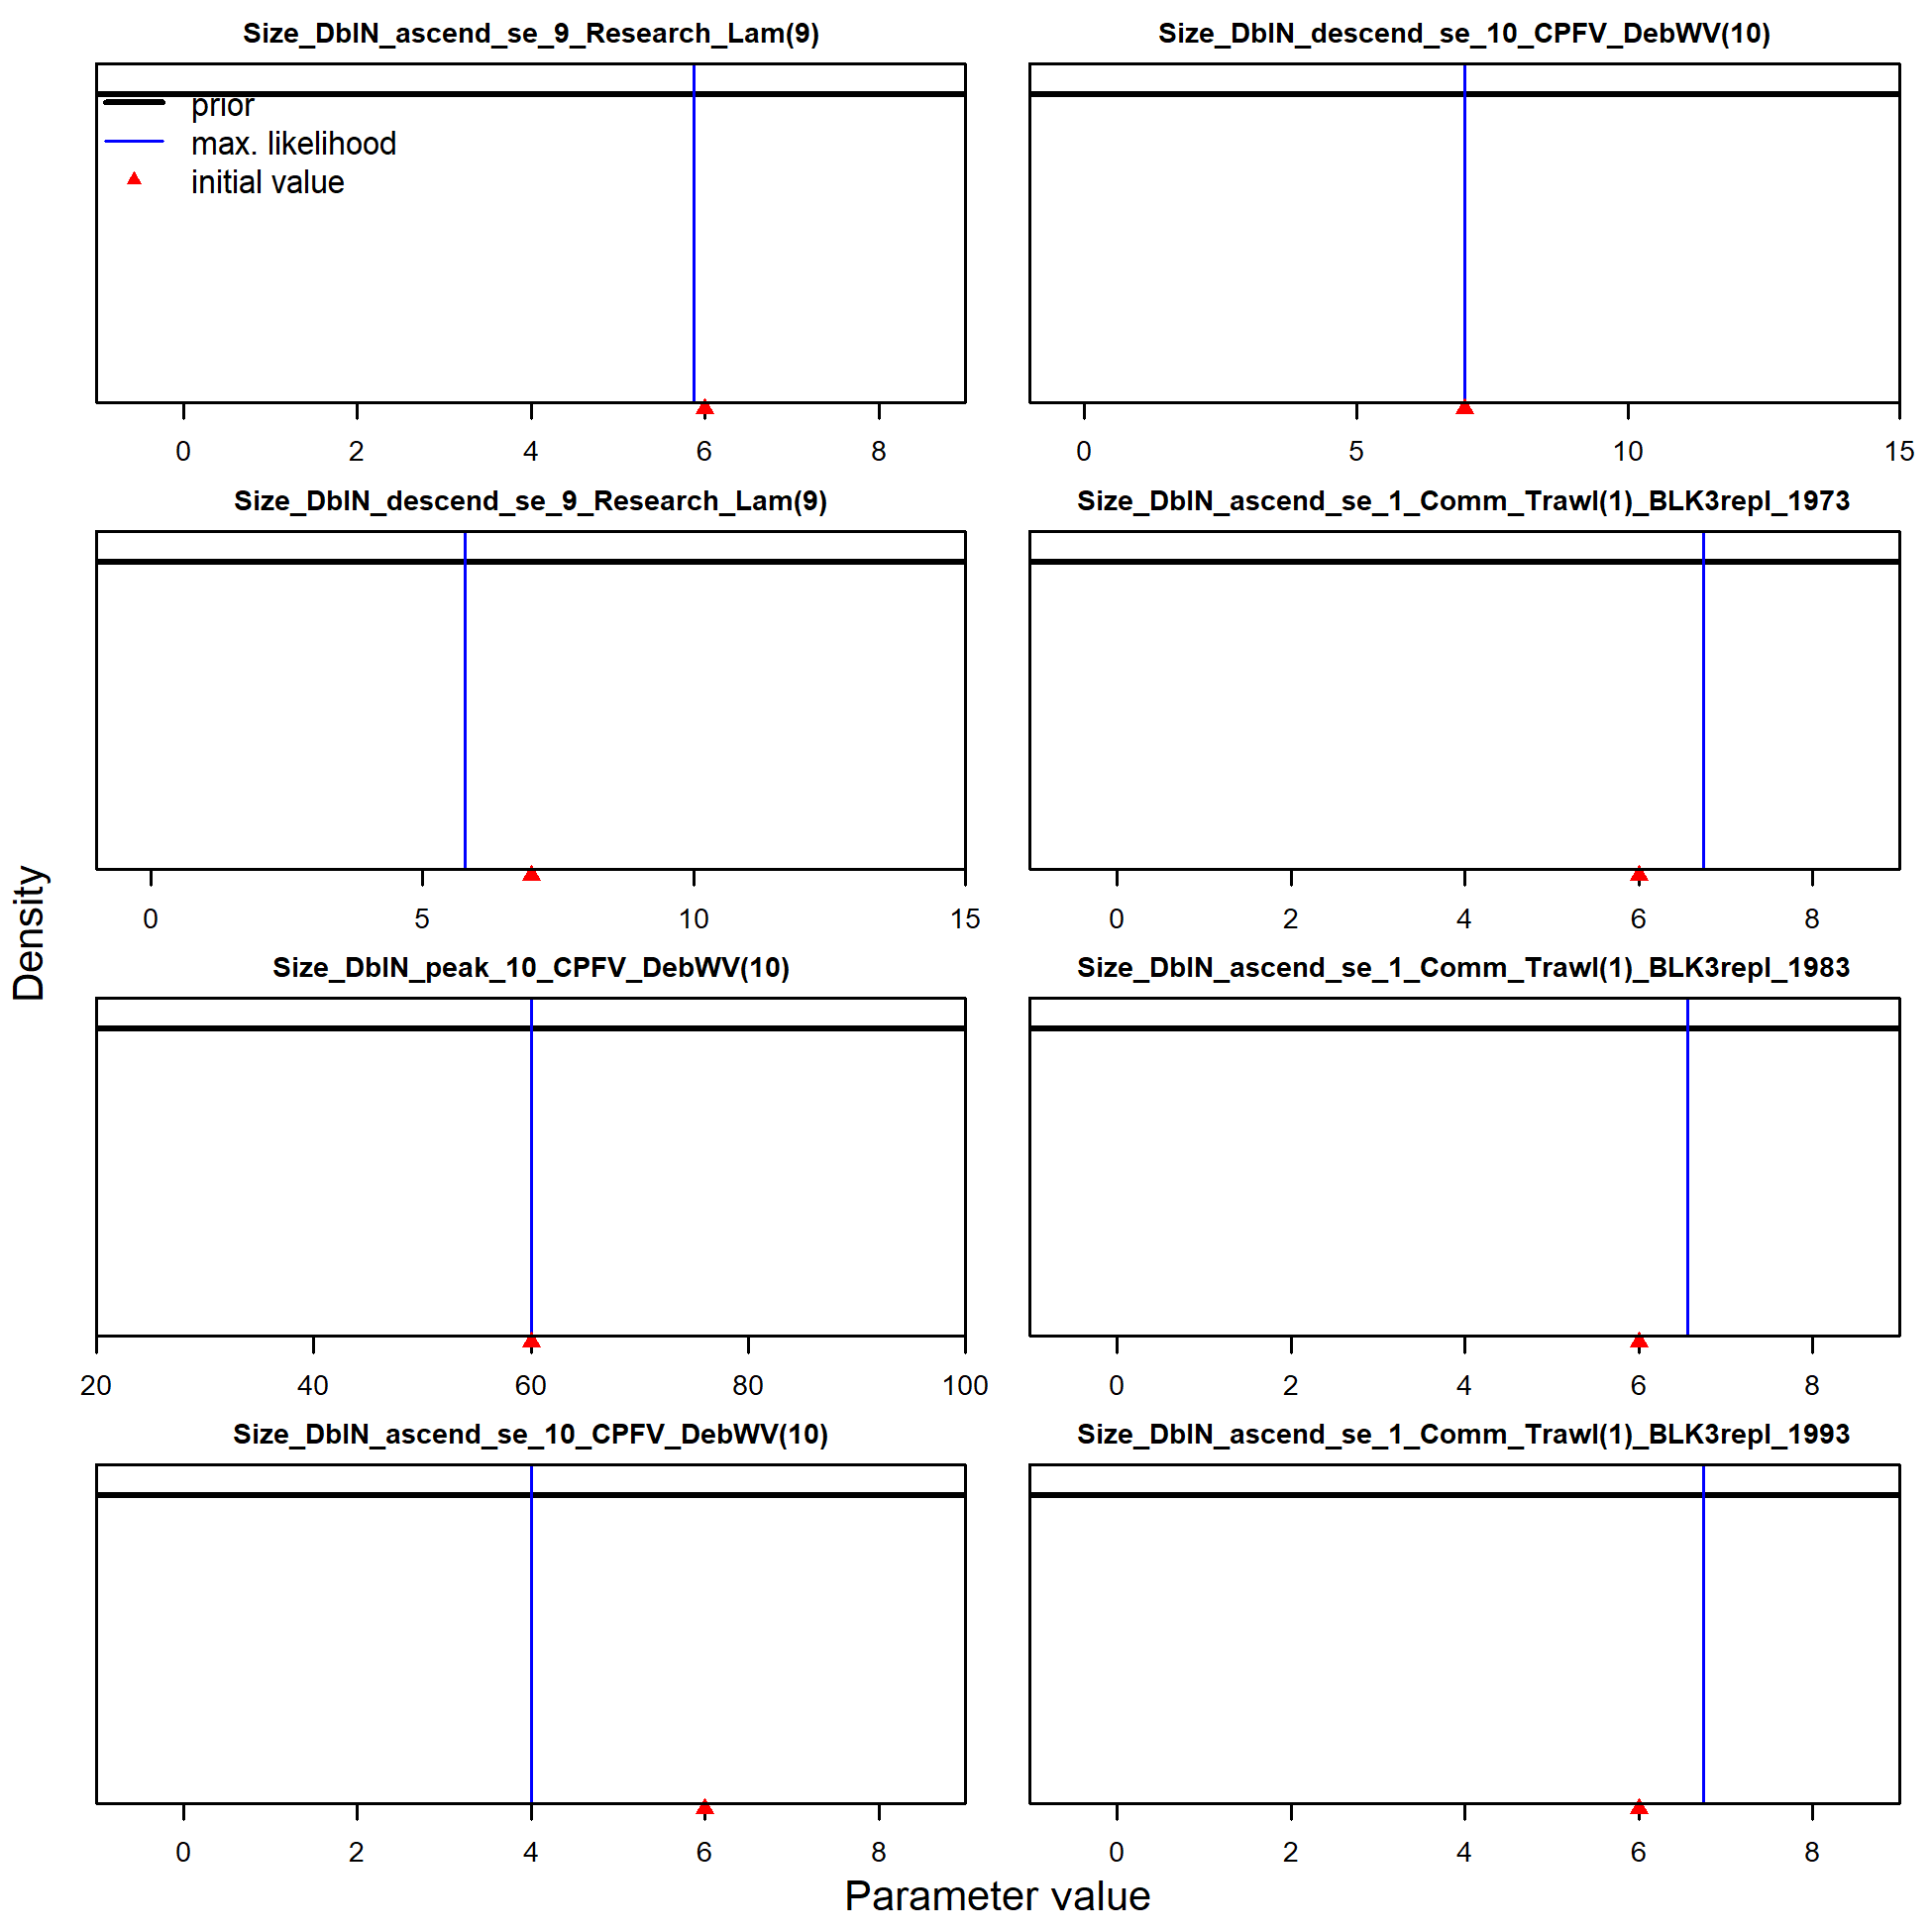 Size_DblN_ascend_se_9_Research_Lam(9)
prior
max. likelihood
initial value
0 2 4 6 8
Size_DblN_descend_se_10_CPFV_DebWV(10)
0 5 10 15
Size_DblN_descend_se_9_Research_Lam(9)
0 5 10 15
Size_DblN_ascend_se_1_Comm_Trawl(1)_BLK3repl_1973
0 2 4 6 8
Size_DblN_peak_10_CPFV_DebWV(10)
20 40 60 80 100
Size_DblN_ascend_se_1_Comm_Trawl(1)_BLK3repl_1983
0 2 4 6 8
Size_DblN_ascend_se_10_CPFV_DebWV(10)
0 2 4 6 8
Size_DblN_ascend_se_1_Comm_Trawl(1)_BLK3repl_1993
0 2 4 6 8
Density
Parameter value